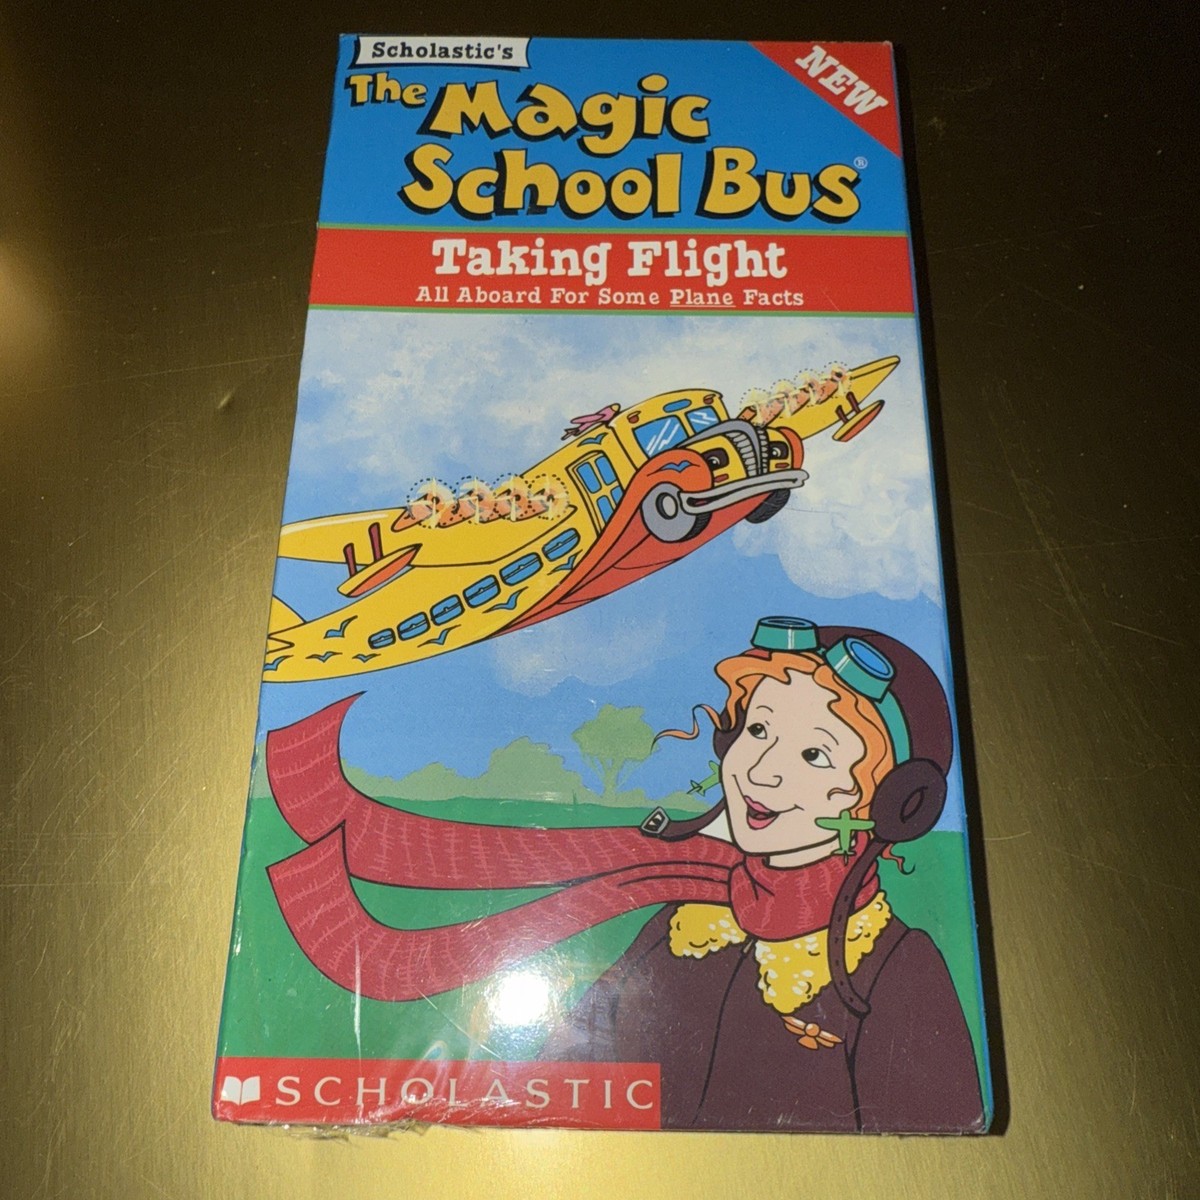 Scholastic's
NEW
The Magic
School Bus®
Taking Flight
All Aboard For Some Plane Facts
SCHOLASTIC